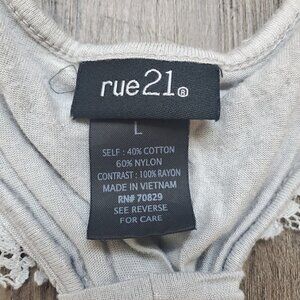 rue21®
L
SELF : 40% COTTON
60% NYLON
CONTRAST : 100% RAYON
MADE IN VIETNAM
RN# 70829
SEE REVERSE
FOR CARE